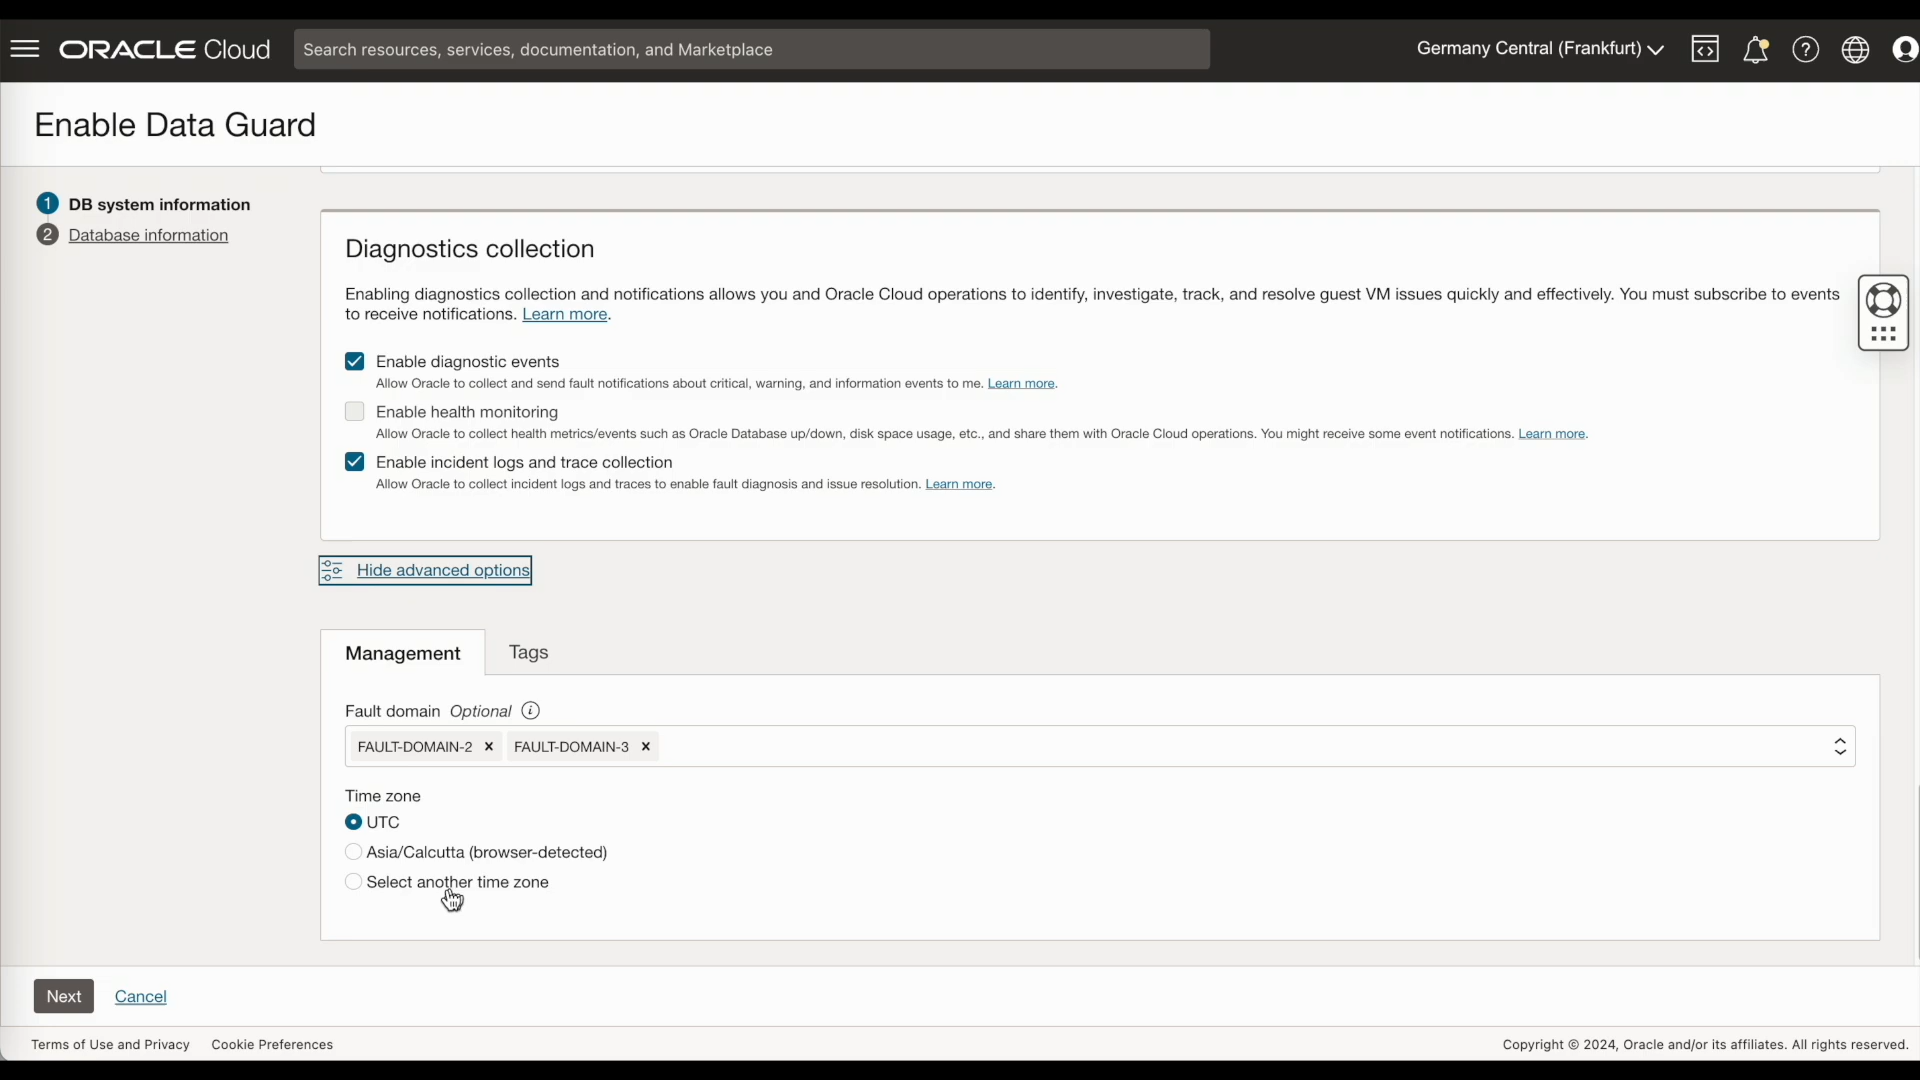 ORACLE Cloud
Search resources, services, documentation, and Marketplace
Germany Central (Frankfurt)
Enable Data Guard
1 DB system information
2 Database information
Diagnostics collection
Enabling diagnostics collection and notifications allows you and Oracle Cloud operations to identify, investigate, track, and resolve guest VM issues quickly and effectively. You must subscribe to events
to receive notifications. Learn more.
Enable diagnostic events
Allow Oracle to collect and send fault notifications about critical, warning, and information events to me. Learn more.
Enable health monitoring
Allow Oracle to collect health metrics/events such as Oracle Database up/down, disk space usage, etc., and share them with Oracle Cloud operations. You might receive some event notifications. Learn more.
Enable incident logs and trace collection
Allow Oracle to collect incident logs and traces to enable fault diagnosis and issue resolution. Learn more.
Hide advanced options
Management Tags
Fault domain Optional
FAULT-DOMAIN-2 × FAULT-DOMAIN-3 ×
Time zone
UTC
Asia/Calcutta (browser-detected)
Select another time zone
Next Cancel
Terms of Use and Privacy Cookie Preferences
Copyright © 2024, Oracle and/or its affiliates. All rights reserved.